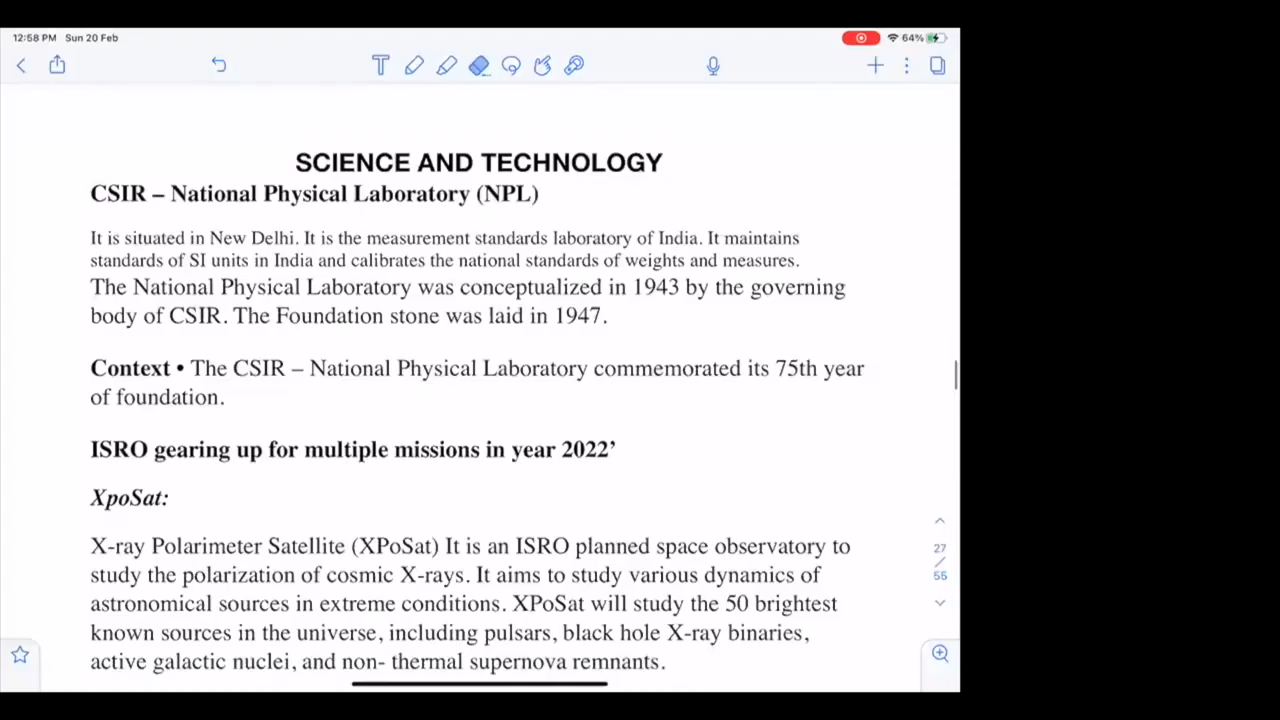 12:58 PM Sun 20 Feb
64%
SCIENCE AND TECHNOLOGY
CSIR – National Physical Laboratory (NPL)
It is situated in New Delhi. It is the measurement standards laboratory of India. It maintains
standards of SI units in India and calibrates the national standards of weights and measures.
The National Physical Laboratory was conceptualized in 1943 by the governing
body of CSIR. The Foundation stone was laid in 1947.
Context • The CSIR – National Physical Laboratory commemorated its 75th year
of foundation.
ISRO gearing up for multiple missions in year 2022’
XpoSat:
X-ray Polarimeter Satellite (XPoSat) It is an ISRO planned space observatory to
study the polarization of cosmic X-rays. It aims to study various dynamics of
astronomical sources in extreme conditions. XPoSat will study the 50 brightest
known sources in the universe, including pulsars, black hole X-ray binaries,
active galactic nuclei, and non- thermal supernova remnants.
27
/
55